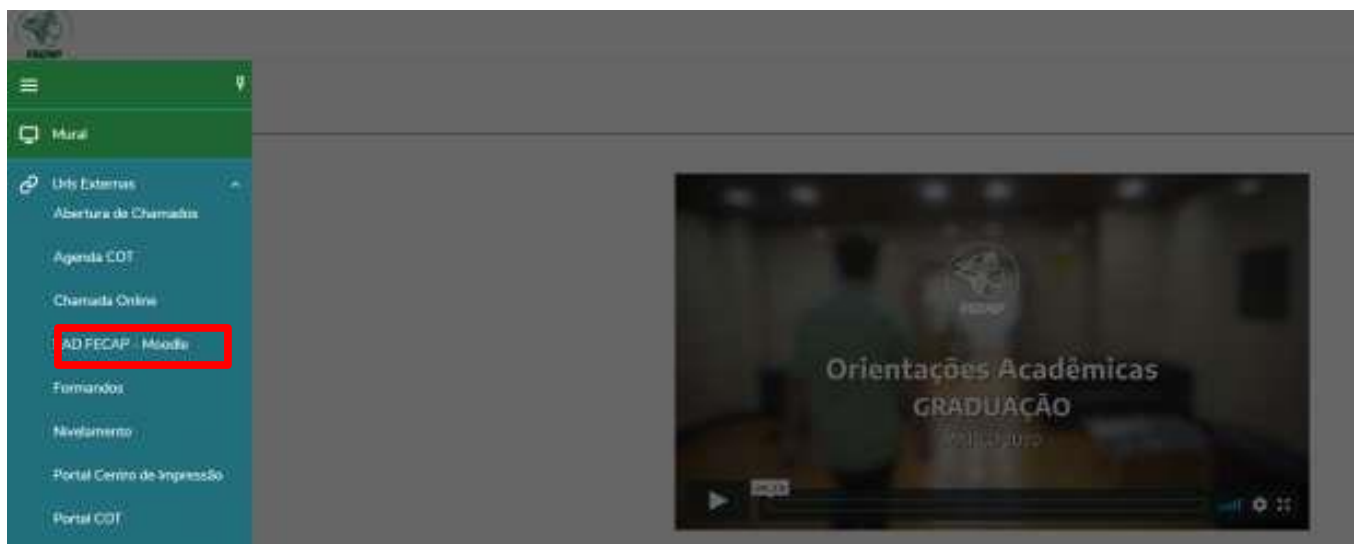 FECAP
Mural
Urls Externas
Abertura de Chamados
Agenda COT
Chamada Online
AD FECAP - Moodle
Formandos
Nivelamento
Portal Centro de Impressão
Portal COT
FECAP
Orientações Acadêmicas
GRADUAÇÃO